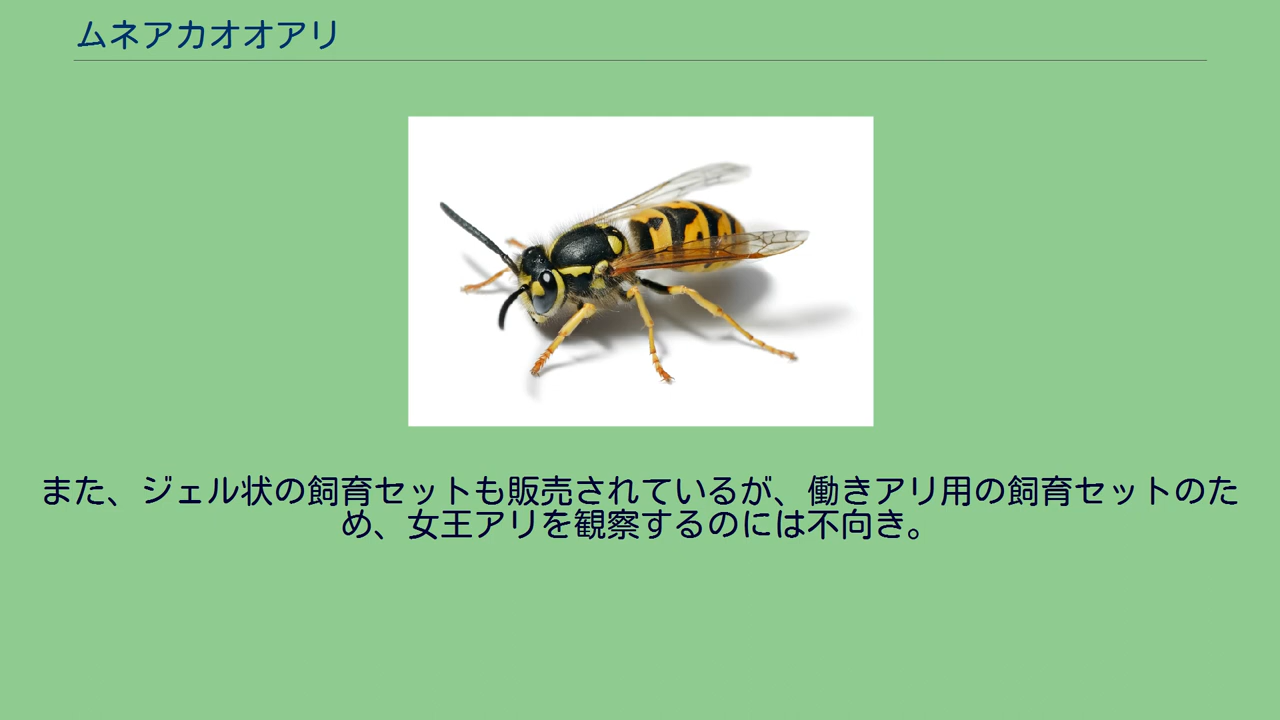 ムネアカオオアリ
また、ジェル状の飼育セットも販売されているが、働きアリ用の飼育セットのた
め、女王アリを観察するのには不向き。